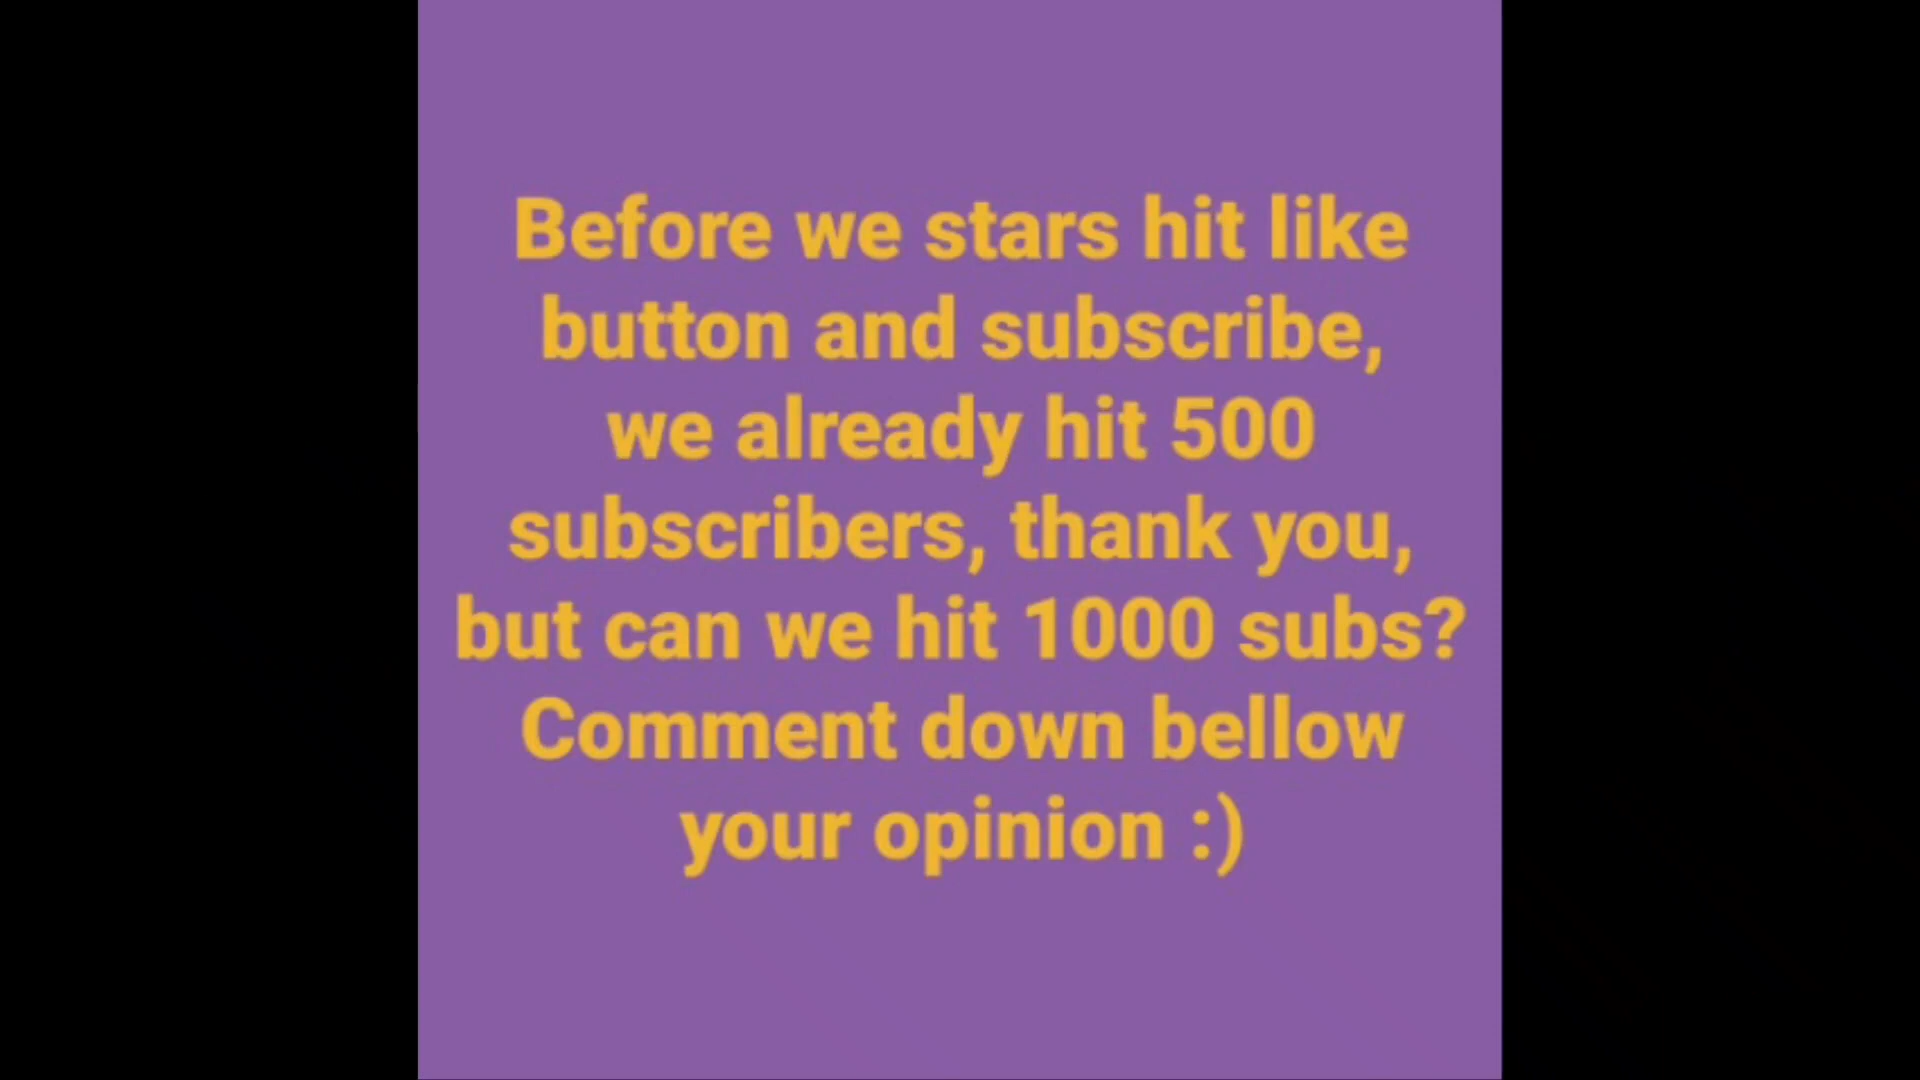 Before we stars hit like
button and subscribe,
we already hit 500
subscribers, thank you,
but can we hit 1000 subs?
Comment down bellow
your opinion :)